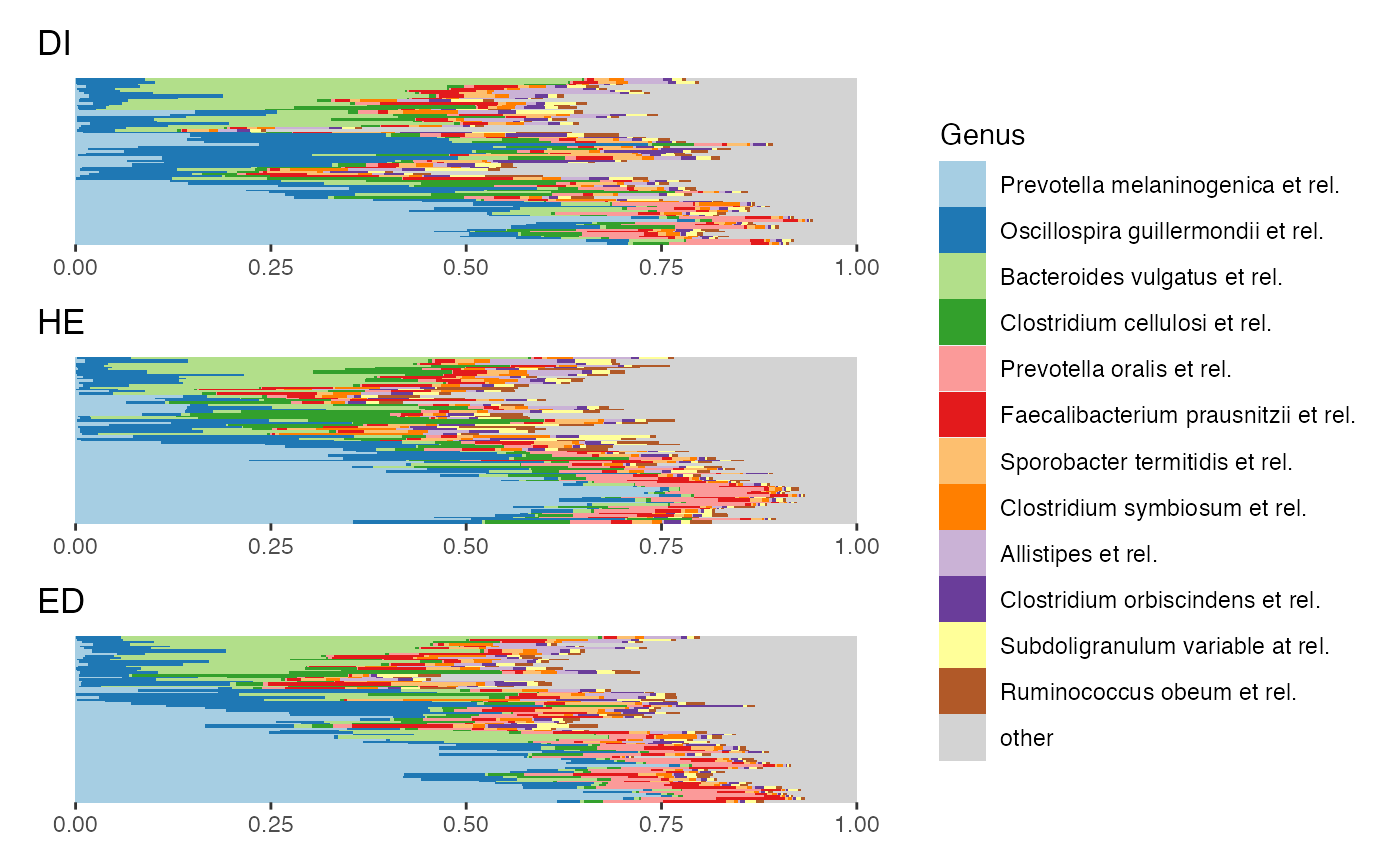 DI
0.00 0.25 0.50 0.75 1.00
HE
0.00 0.25 0.50 0.75 1.00
ED
0.00 0.25 0.50 0.75 1.00
Genus
Prevotella melaninogenica et rel.
Oscillospira guillermondii et rel.
Bacteroides vulgatus et rel.
Clostridium cellulosi et rel.
Prevotella oralis et rel.
Faecalibacterium prausnitzii et rel.
Sporobacter termitidis et rel.
Clostridium symbiosum et rel.
Allistipes et rel.
Clostridium orbiscindens et rel.
Subdoligranulum variable at rel.
Ruminococcus obeum et rel.
other